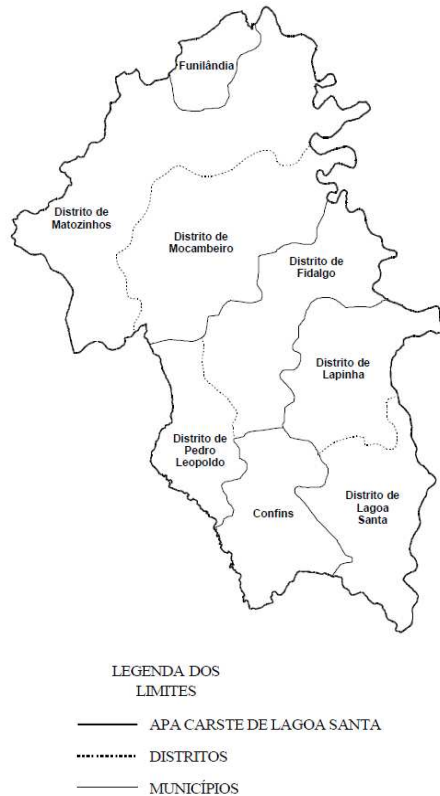 Funilândia
Distrito de
Matozinhos
Distrito de
Mocambeiro
Distrito de
Fidalgo
Distrito de
Lapinha
Distrito de
Pedro
Leopoldo
Confins
Distrito de
Lagoa
Santa
LEGENDA DOS
LIMITES
APA CARSTE DE LAGOA SANTA
DISTRITOS
MUNICÍPIOS